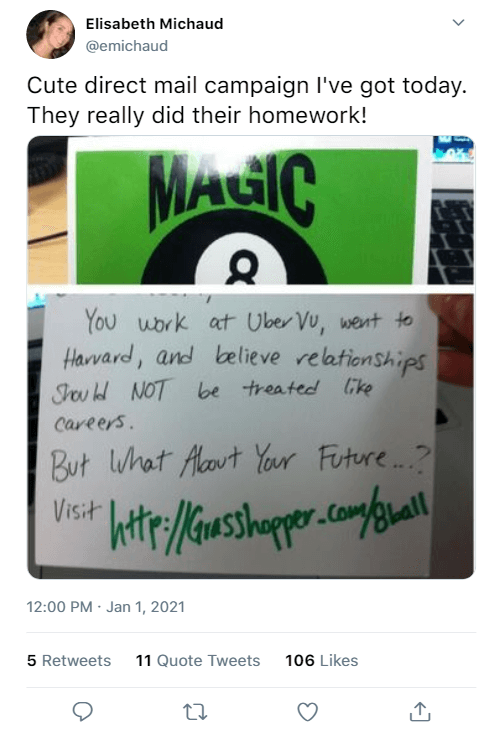 Elisabeth Michaud
@emichaud
Cute direct mail campaign I've got today.
They really did their homework!
MAGIC
8
You work at UberVU, went to
Harvard, and believe relationships
Should NOT be treated like
careers.
But What About Your Future...?
Visit http://Grasshopper.com/8ball
12:00 PM · Jan 1, 2021
5 Retweets 11 Quote Tweets 106 Likes